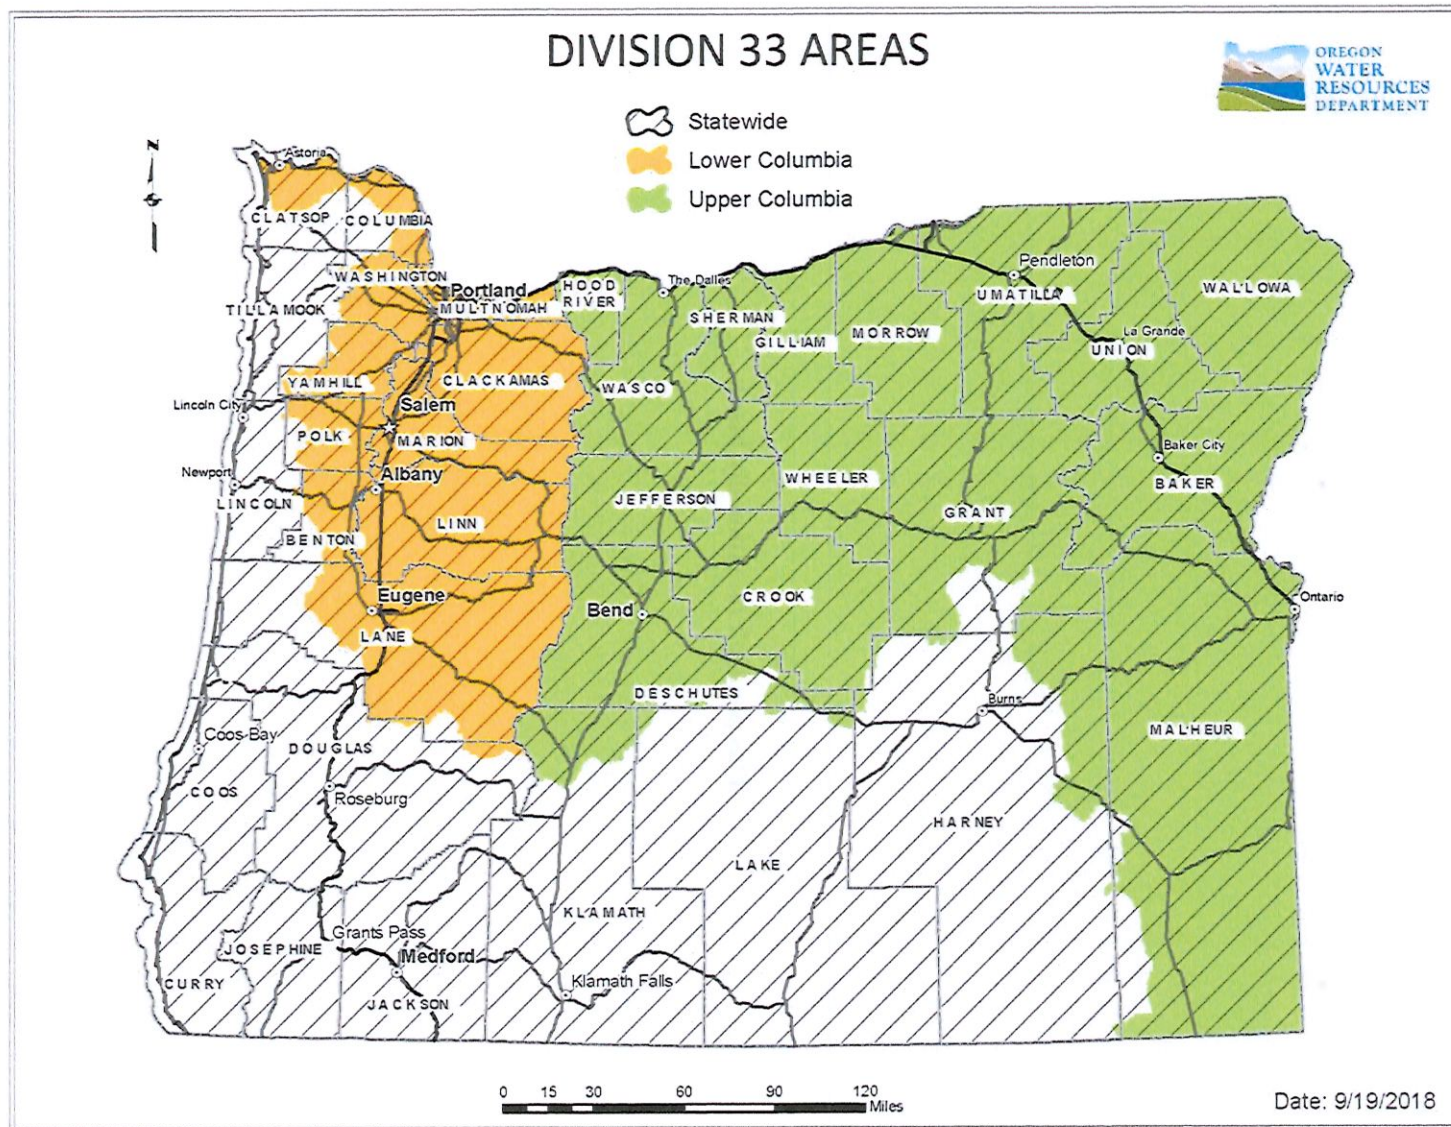 DIVISION 33 AREAS
OREGON
WATER
RESOURCES
DEPARTMENT
Statewide
Lower Columbia
Upper Columbia
N
Astoria
CLATSOP
COLUMBIA
WASHINGTON
Portland
HOOD
RIVER
The Dalles
Pendleton
TILLAMOOK
MULTNOMAH
SHERMAN
UMATILLA
WALLOWA
GILLIAM
MORROW
La Grande
UNION
YAMHILL
CLACKAMAS
WASCO
Lincoln City
Salem
POLK
MARION
Baker City
Newport
Albany
WHEELER
BAKER
LINCOLN
JEFFERSON
LINN
GRANT
BENTON
Eugene
CROOK
Ontario
Bend
LANE
DESCHUTES
Burns
MALHEUR
Coos Bay
DOUGLAS
COOS
Roseburg
HARNEY
LAKE
KLAMATH
Grants Pass
JOSEPHINE
Medford
CURRY
Klamath Falls
JACKSON
0 15 30 60 90 120
Miles
Date: 9/19/2018